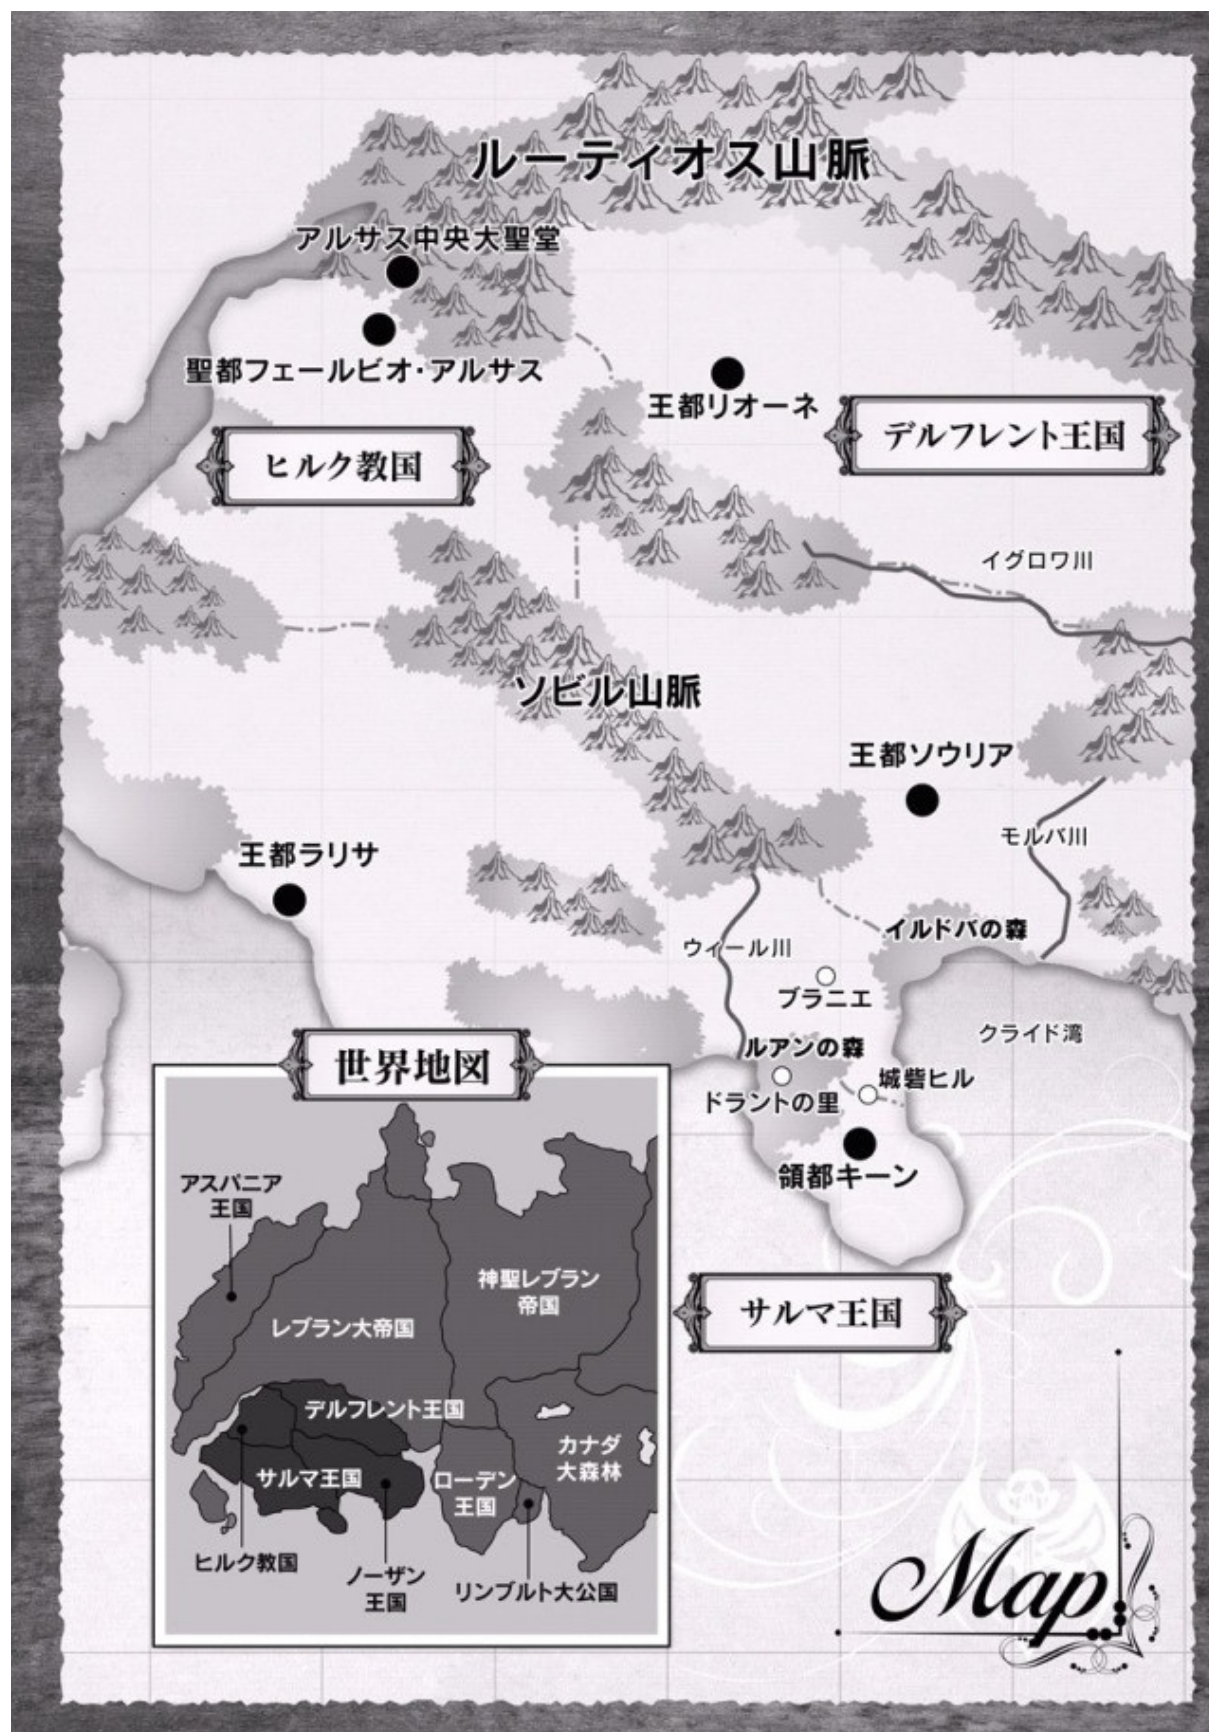 ルーティオス山脈
アルサス中央大聖堂
聖都フェールビオ・アルサス
王都リオーネ
デルフレント王国
ヒルク教国
イグロワ川
ソビル山脈
王都ソウリア
モルバ川
王都ラリサ
イルドバの森
ウィール川
ブラニエ
クライド湾
ルアンの森
城砦ヒル
ドラントの里
領都キーン
サルマ王国
世界地図
アスパニア
王国
神聖レブラン
帝国
レブラン大帝国
デルフレント王国
カナダ
大森林
サルマ王国
ローデン
王国
ヒルク教国
ノーザン
王国
リンブルト大公国
Map